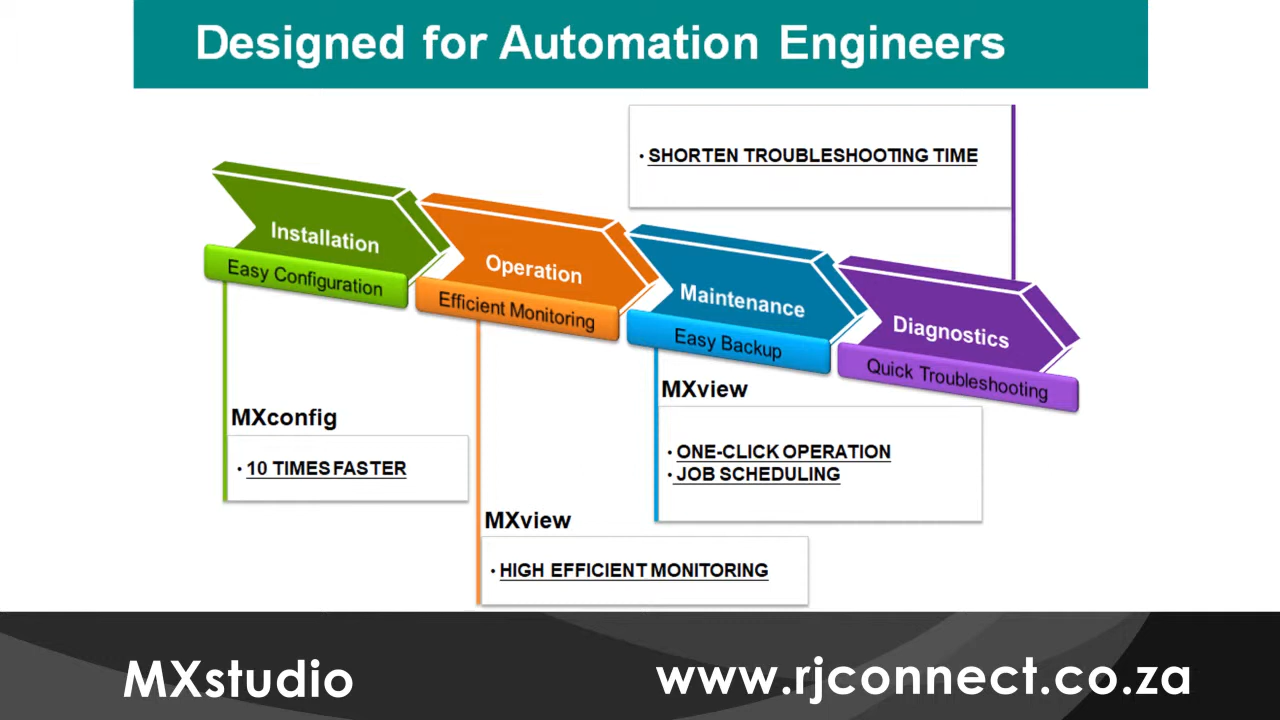 Designed for Automation Engineers
• SHORTEN TROUBLESHOOTING TIME
Installation
Easy Configuration
Operation
Efficient Monitoring
Maintenance
Easy Backup
Diagnostics
Quick Troubleshooting
MXconfig
• 10 TIMES FASTER
MXview
• ONE-CLICK OPERATION
• JOB SCHEDULING
MXview
• HIGH EFFICIENT MONITORING
MXstudio
www.rjconnect.co.za